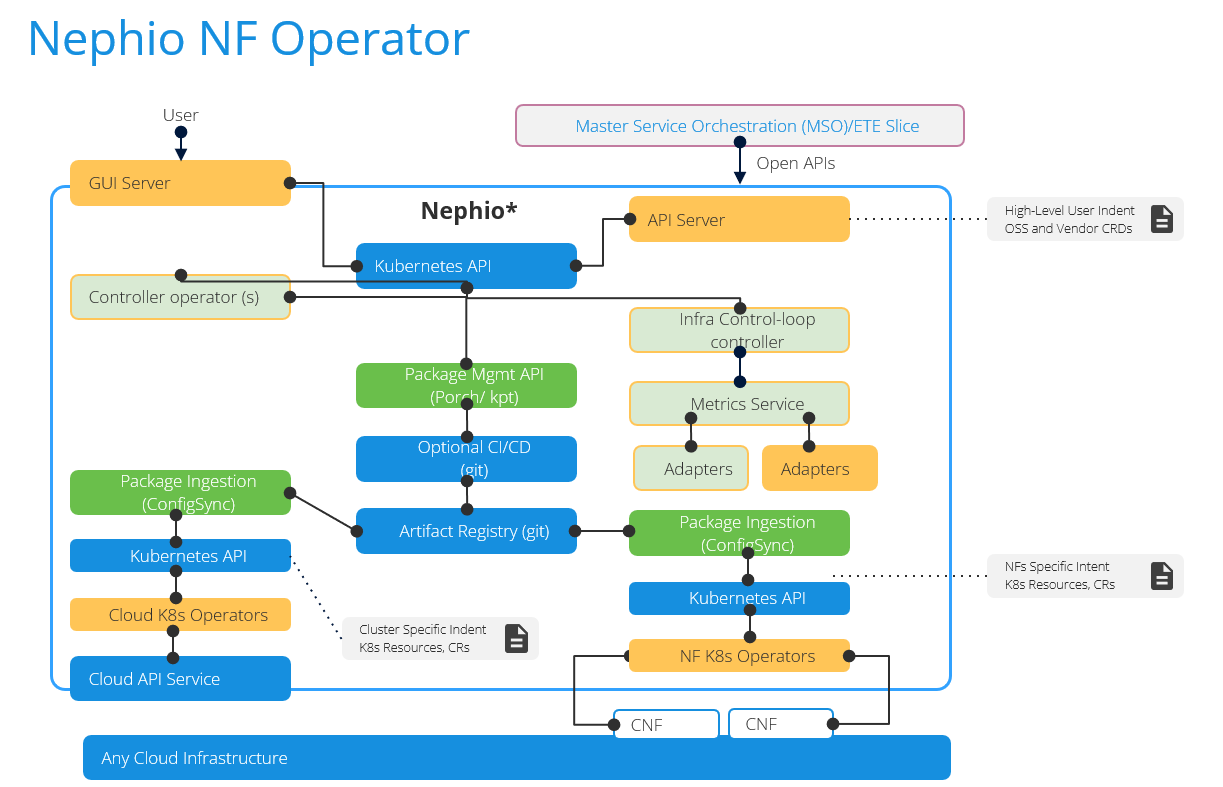 Nephio NF Operator
User
Master Service Orchestration (MSO)/ETE Slice
Open APIs
GUI Server
Nephio*
API Server
High-Level User Indent
OSS and Vendor CRDs
Kubernetes API
Controller operator (s)
Infra Control-loop
controller
Package Mgmt API
(Porch/ kpt)
Metrics Service
Optional CI/CD
(git)
Adapters
Adapters
Package Ingestion
(ConfigSync)
Artifact Registry (git)
Package Ingestion
(ConfigSync)
Kubernetes API
NFs Specific Intent
K8s Resources, CRs
Kubernetes API
Cloud K8s Operators
Cluster Specific Indent
K8s Resources, CRs
NF K8s Operators
Cloud API Service
CNF
CNF
Any Cloud Infrastructure